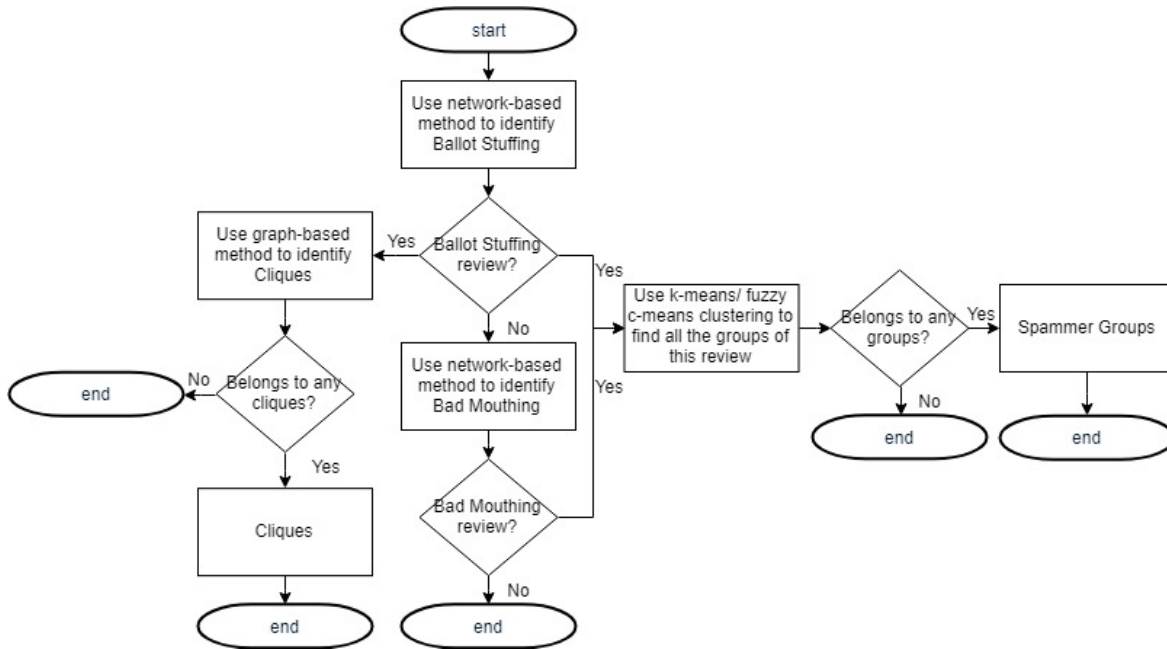 start
Use network-based
method to identify
Ballot Stuffing
Ballot Stuffing
review?
Yes
Use graph-based
method to identify
Cliques
Belongs to any
cliques?
No
end
Yes
Cliques
end
No
Use network-based
method to identify
Bad Mouthing
Bad Mouthing
review?
No
end
Yes
Yes
Use k-means/ fuzzy
c-means clustering to
find all the groups of
this review
Belongs to any
groups?
No
end
Yes
Spammer Groups
end